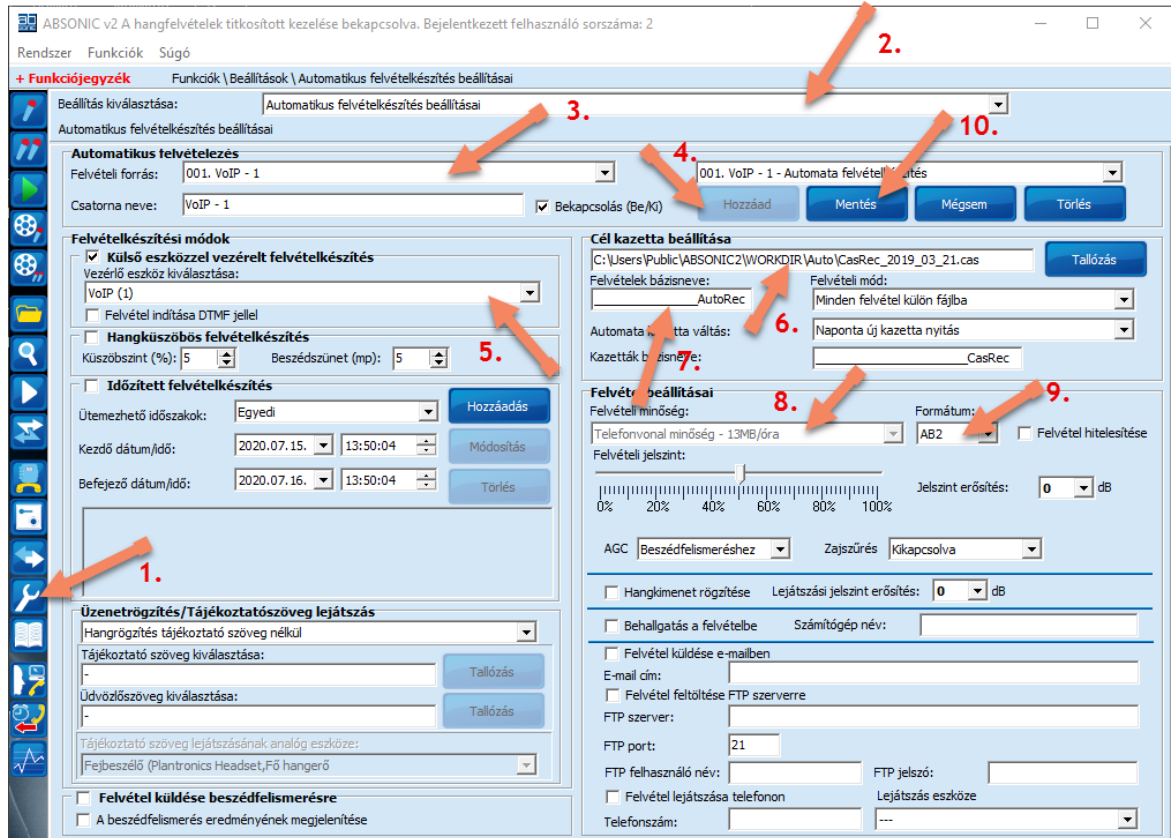 ABSONIC v2 A hangfelvételek titkosított kezelése bekapcsolva. Bejelentkezett felhasználó sorszáma: 2
Rendszer Funkciók Súgó
+ Funkciójegyzék Funkciók \ Beállítások \ Automatikus felvételkészítés beállításai
2.
Beállítás kiválasztása: Automatikus felvételkészítés beállításai
Automatikus felvételkészítés beállításai
3.
10.
Automatikus felvételezés
4.
Felvételi forrás: 001. VoIP - 1 001. VoIP - 1 - Automata felvételkészítés
Csatorna neve: VoIP - 1 Bekapcsolás (Be/Ki) Hozzáad Mentés Mégsem Törlés
Felvételkészítési módok
Külső eszközzel vezérelt felvételkészítés
Vezérlő eszköz kiválasztása:
VoIP (1)
Felvétel indítása DTMF jellel
5.
Hangküszöbös felvételkészítés
Küszöbszint (%): 5 Beszédszünet (mp): 5
Időzített felvételkészítés
Ütemezhető időszakok: Egyedi Hozzáadás
Kezdő dátum/idő: 2020.07.15. 13:50:04 Módosítás
Befejező dátum/idő: 2020.07.16. 13:50:04 Törlés
1.
Üzenetrögzítés/Tájékoztatószöveg lejátszás
Hangrögzítés tájékoztató szöveg nélkül
Tájékoztató szöveg kiválasztása:
- Tallózás
Üdvözlőszöveg kiválasztása:
- Tallózás
Tájékoztató szöveg lejátszásának analóg eszköze:
Fejbeszélő (Plantronics Headset,Fő hangerő
Felvétel küldése beszédfelismerésre
A beszédfelismerés eredményének megjelenítése
Cél kazetta beállítása
C:\Users\Public\ABSONIC2\WORKDIR\Auto\CasRec_2019_03_21.cas Tallózás
Felvételek bázisneve: Felvételi mód:
AutoRec Minden felvétel külön fájlba
6.
Automata kazetta váltás: Naponta új kazetta nyitás
7.
Kazetták bázisneve: CasRec
Felvétel beállításai
8.
9.
Felvételi minőség: Formátum:
Telefonvonal minőség - 13MB/óra AB2 Felvétel hitelesítése
Felvételi jelszint:
Jelszint erősítés: 0 dB
0% 20% 40% 60% 80% 100%
AGC Beszédfelismeréshez Zajszűrés Kikapcsolva
Hangkimenet rögzítése Lejátszási jelszint erősítés: 0 dB
Behallgatás a felvételbe Számítógép név:
Felvétel küldése e-mailben
E-mail cím:
Felvétel feltöltése FTP szerverre
FTP szerver:
FTP port: 21
FTP felhasználó név: FTP jelszó:
Felvétel lejátszása telefonon Lejátszás eszköze
Telefonszám: ---